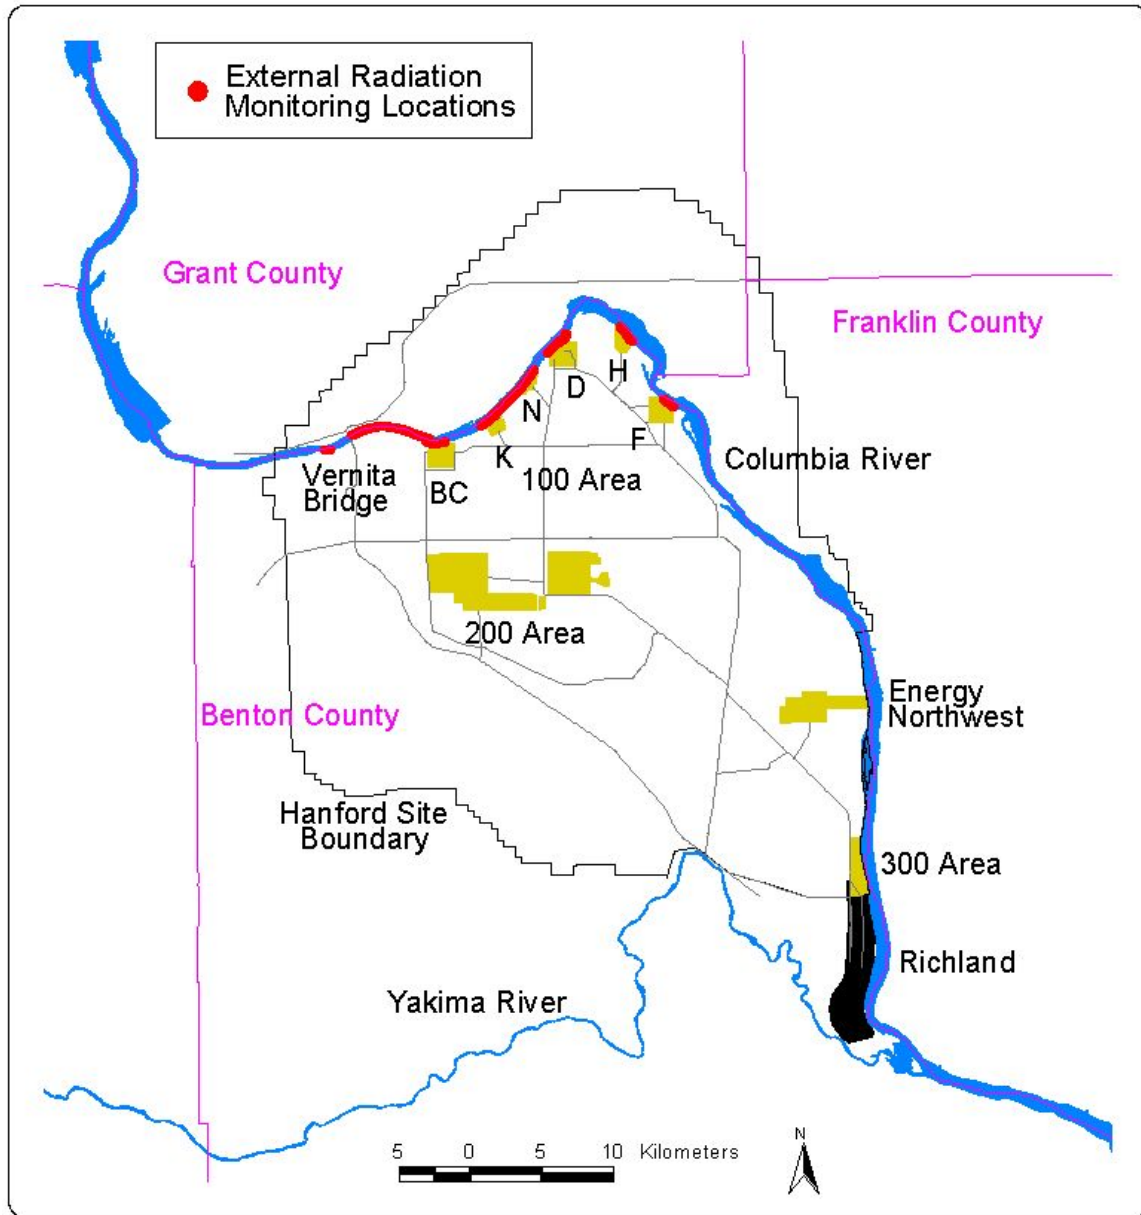 External Radiation
Monitoring Locations
Grant County
Franklin County
H
D
N
F
K
Vernita
Bridge
BC
100 Area
Columbia River
200 Area
Energy
Northwest
Benton County
Hanford Site
Boundary
300 Area
Richland
Yakima River
5 0 5 10 Kilometers
N